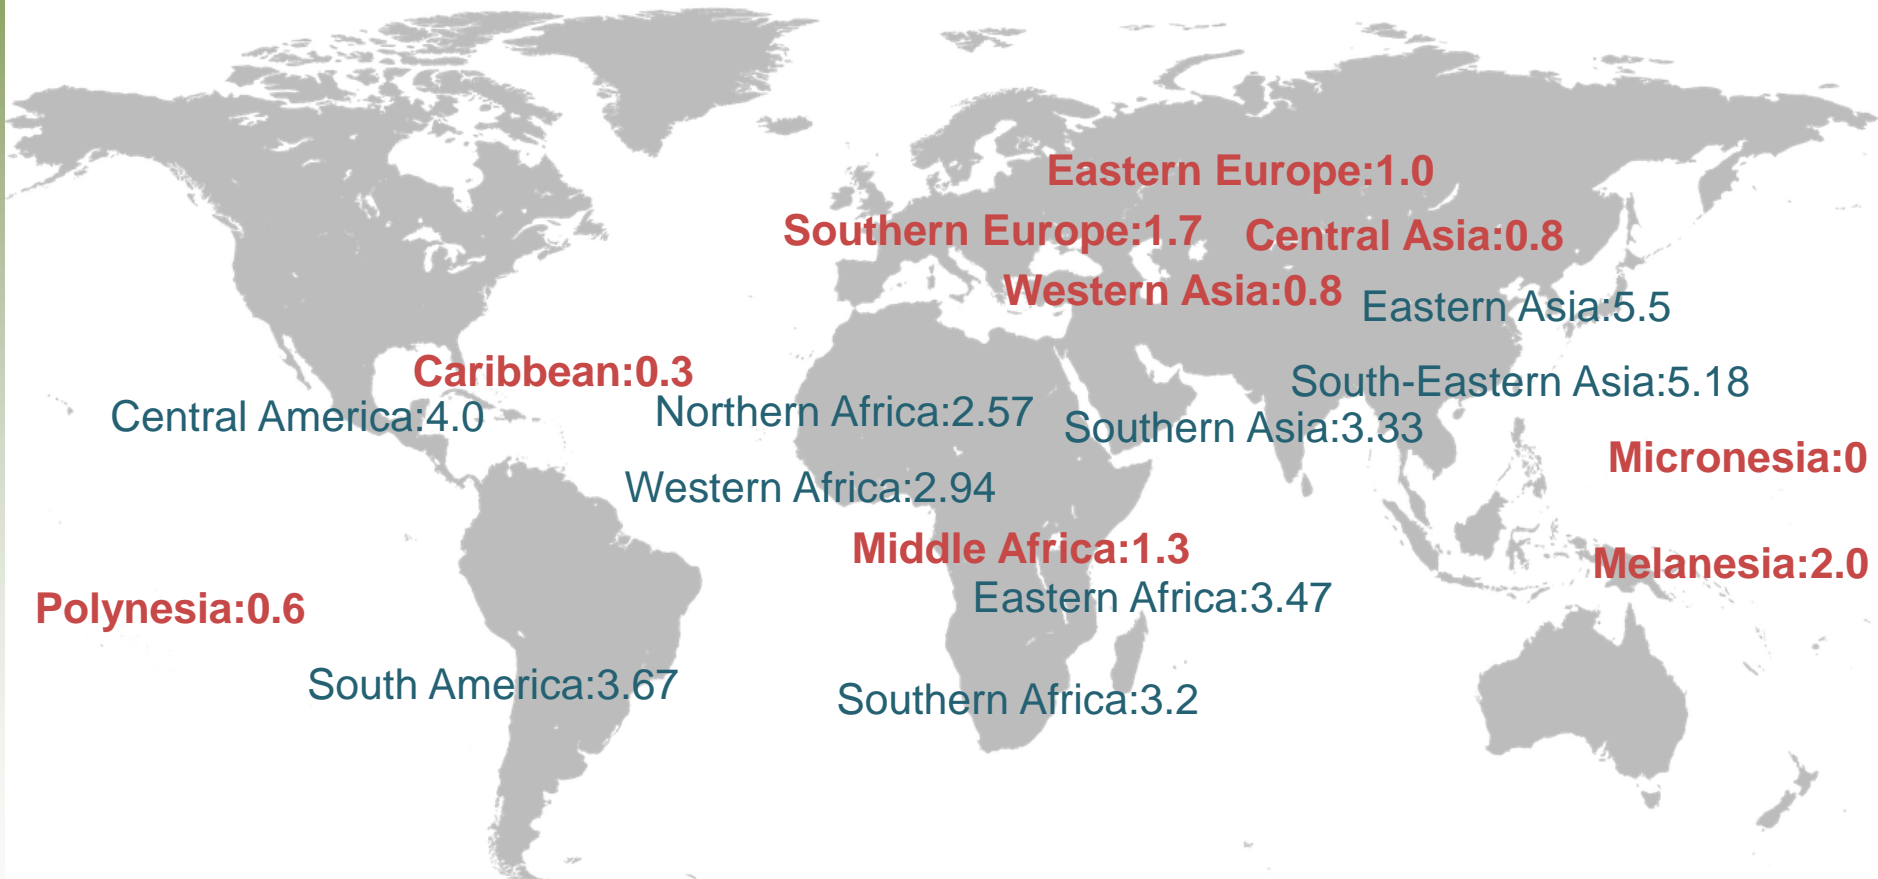 Eastern Europe:1.0
Southern Europe:1.7
Central Asia:0.8
Western Asia:0.8
Eastern Asia:5.5
Caribbean:0.3
South-Eastern Asia:5.18
Central America:4.0
Northern Africa:2.57
Southern Asia:3.33
Micronesia:0
Western Africa:2.94
Middle Africa:1.3
Melanesia:2.0
Eastern Africa:3.47
Polynesia:0.6
South America:3.67
Southern Africa:3.2